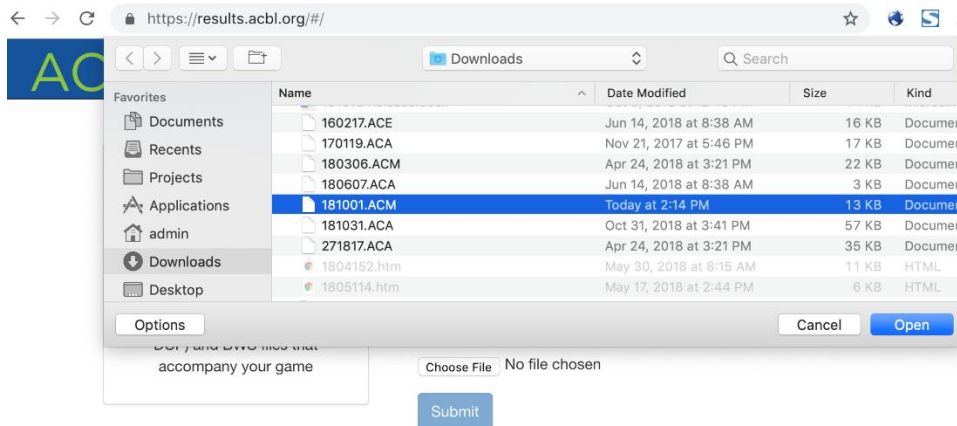 https://results.acbl.org/#/
AC
Downloads
Search
Favorites
Name Date Modified Size Kind
Documents
160217.ACE Jun 14, 2018 at 8:38 AM 16 KB
Recents
170119.ACA Nov 21, 2017 at 5:46 PM 17 KB
Projects
180306.ACM Apr 24, 2018 at 3:21 PM 22 KB
180607.ACA Jun 14, 2018 at 8:38 AM 3 KB
Applications
181001.ACM Today at 2:14 PM 13 KB
admin
181031.ACA Oct 31, 2018 at 3:41 PM 57 KB
271817.ACA Apr 24, 2018 at 3:21 PM 35 KB
Downloads
1804152.htm May 30, 2018 at 8:15 AM 11 KB HTML
Desktop
1805114.htm May 17, 2018 at 2:44 PM 6 KB HTML
Options Cancel Open
accompany your game
Choose File No file chosen
Submit